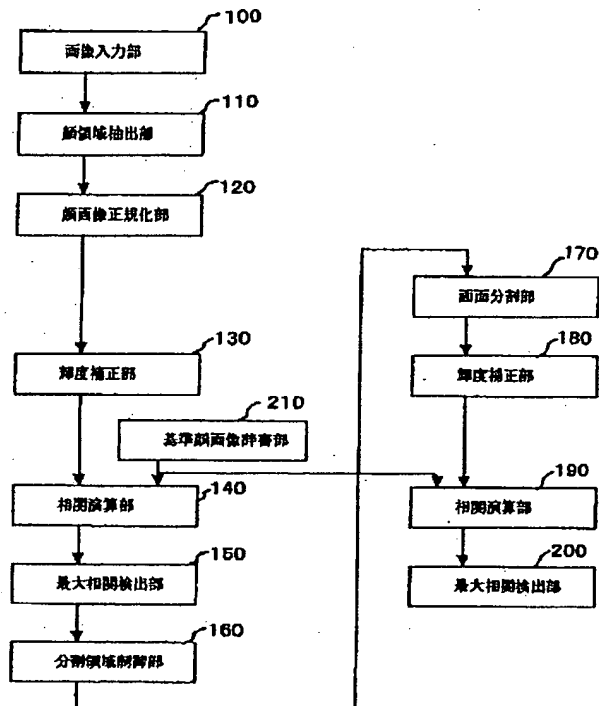 100
画像入力部
110
顔領域抽出部
120
顔画像正規化部
130
輝度補正部
210
基準顔画像辞書部
140
相関演算部
150
最大相関検出部
160
分割領域制御部
170
画面分割部
180
輝度補正部
190
相関演算部
200
最大相関検出部